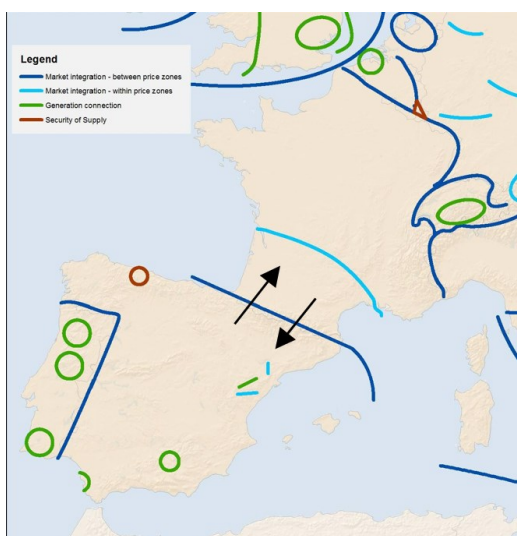 Legend
Market integration - between price zones
Market integration - within price zones
Generation connection
Security of Supply